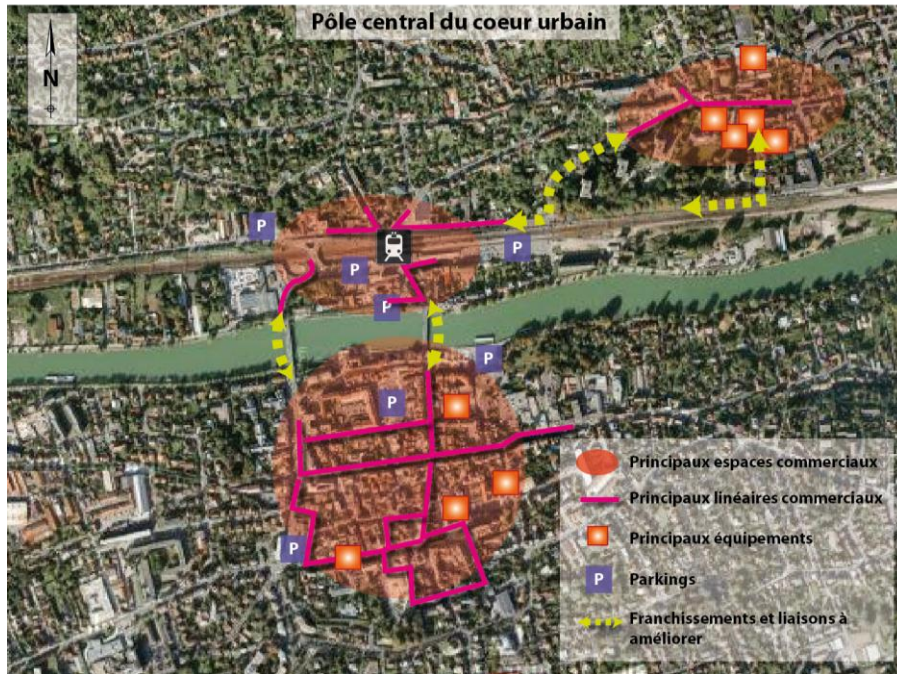 Pôle central du coeur urbain
N
P
P
P
P
P
P
P
Principaux espaces commerciaux
Principaux linéaires commerciaux
Principaux équipements
P Parkings
Franchissements et liaisons à
améliorer